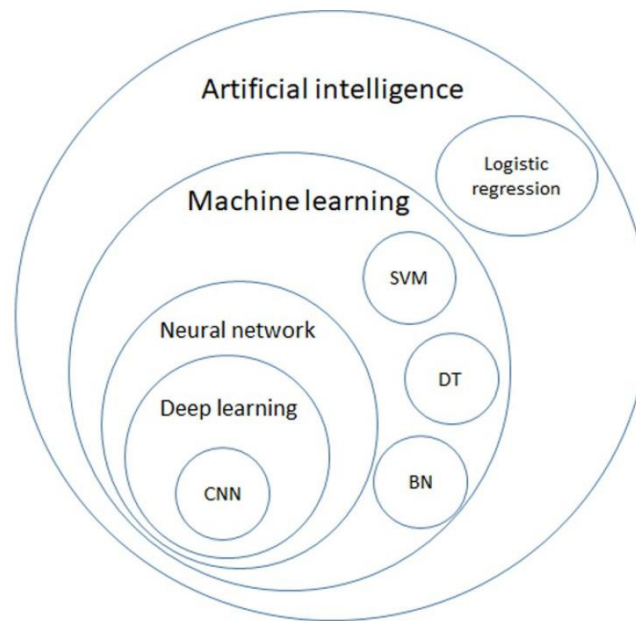 Artificial intelligence
Logistic
regression
Machine learning
SVM
Neural network
DT
Deep learning
BN
CNN